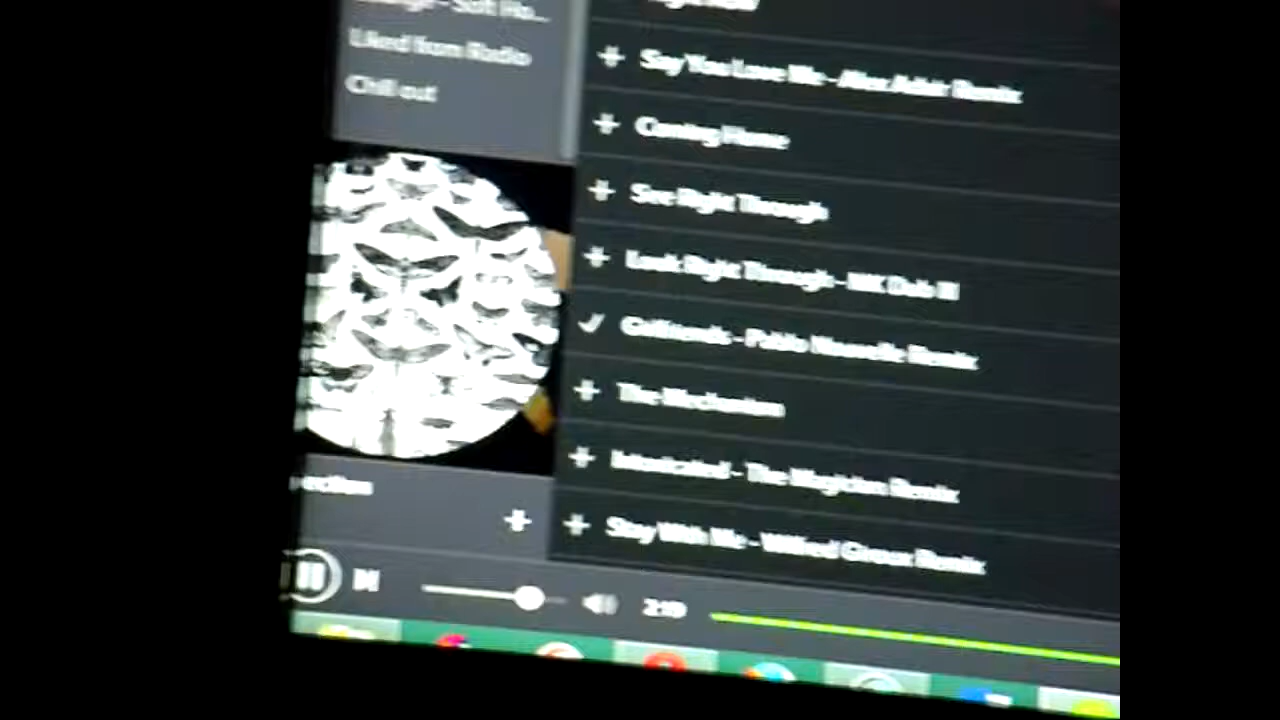 Liked from Radio
Chill out
Say You Love Me - Alex Adair Remix
Coming Home
See Right Through
Look Right Through - MK Dub III
Girlfriends - Pablo Nouvelle Remix
The Mechanism
Intoxicated - The Magician Remix
Stay With Me - Wilfred Giroux Remix
2:19